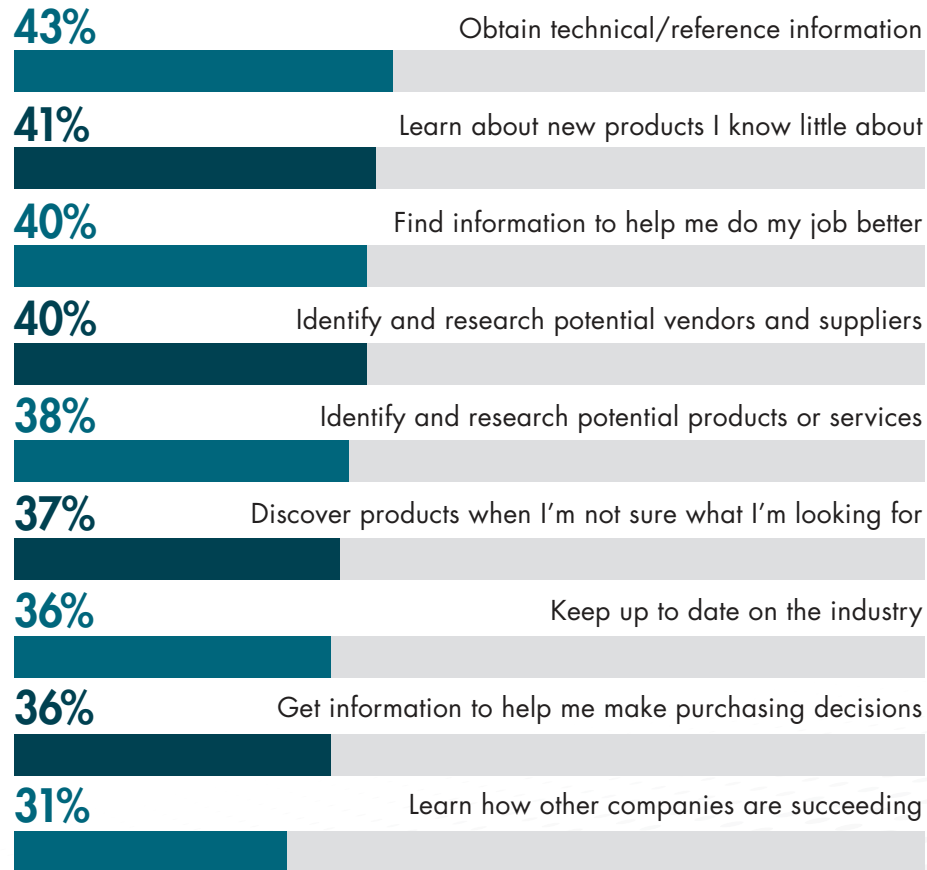 43% Obtain technical/reference information
41% Learn about new products I know little about
40% Find information to help me do my job better
40% Identify and research potential vendors and suppliers
38% Identify and research potential products or services
37% Discover products when I’m not sure what I’m looking for
36% Keep up to date on the industry
36% Get information to help me make purchasing decisions
31% Learn how other companies are succeeding